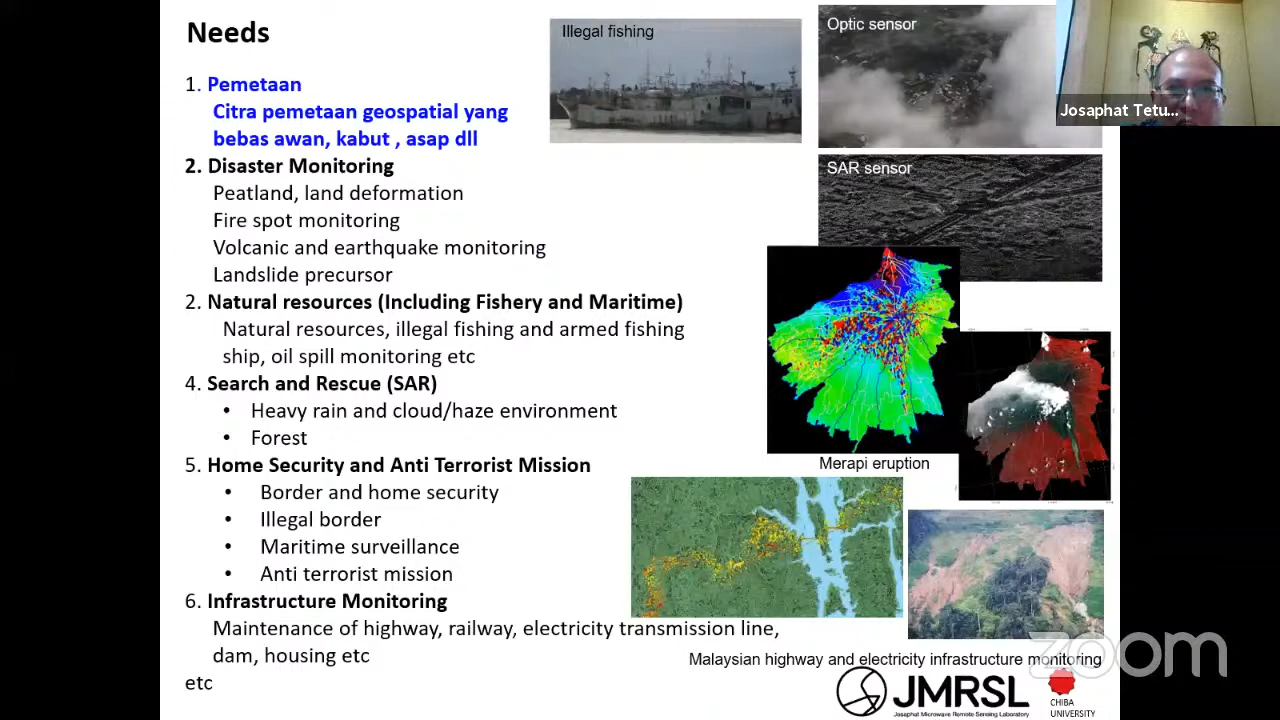 Needs
1. Pemetaan
Citra pemetaan geospatial yang
bebas awan, kabut , asap dll
2. Disaster Monitoring
Peatland, land deformation
Fire spot monitoring
Volcanic and earthquake monitoring
Landslide precursor
2. Natural resources (Including Fishery and Maritime)
Natural resources, illegal fishing and armed fishing
ship, oil spill monitoring etc
4. Search and Rescue (SAR)
• Heavy rain and cloud/haze environment
• Forest
5. Home Security and Anti Terrorist Mission
• Border and home security
• Illegal border
• Maritime surveillance
• Anti terrorist mission
6. Infrastructure Monitoring
Maintenance of highway, railway, electricity transmission line,
dam, housing etc
etc
Illegal fishing
Optic sensor
Josaphat Tetu...
SAR sensor
Merapi eruption
Malaysian highway and electricity infrastructure monitoring
zoom
JMRSL
Josaphat Microwave Remote Sensing Laboratory
CHIBA
UNIVERSITY